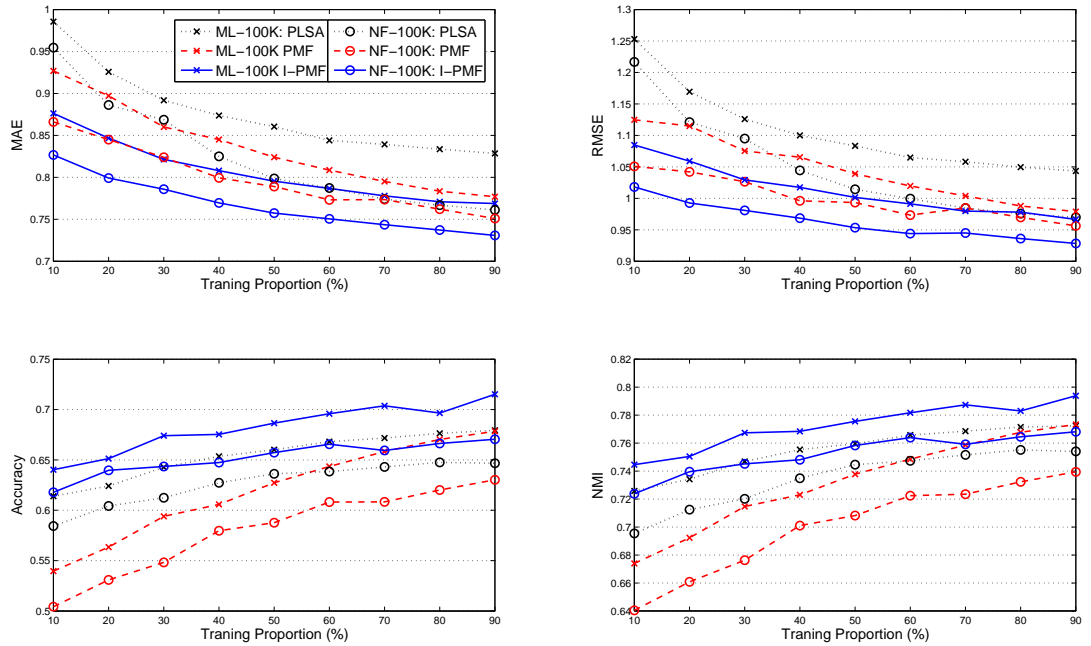 1
0.95
0.9
0.85
0.8
0.75
0.7
MAE
ML−100K: PLSA
ML−100K PMF
ML−100K I−PMF
NF−100K: PLSA
NF−100K: PMF
NF−100K: I−PMF
10 20 30 40 50 60 70 80 90
Traning Proportion (%)
1.3
1.25
1.2
1.15
1.1
1.05
1
0.95
0.9
RMSE
10 20 30 40 50 60 70 80 90
Traning Proportion (%)
0.75
0.7
0.65
0.6
0.55
0.5
Accuracy
10 20 30 40 50 60 70 80 90
Traning Proportion (%)
0.82
0.8
0.78
0.76
0.74
0.72
0.7
0.68
0.66
0.64
NMI
10 20 30 40 50 60 70 80 90
Traning Proportion (%)